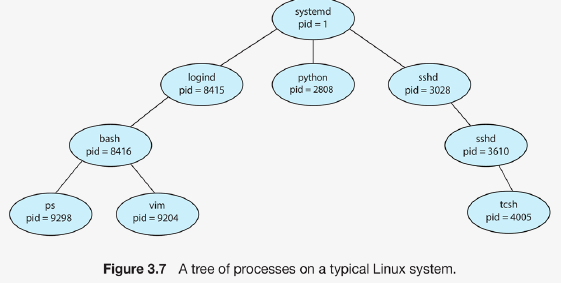 systemd
pid = 1
logind
pid = 8415
python
pid = 2808
sshd
pid = 3028
bash
pid = 8416
sshd
pid = 3610
ps
pid = 9298
vim
pid = 9204
tcsh
pid = 4005
Figure 3.7 A tree of processes on a typical Linux system.